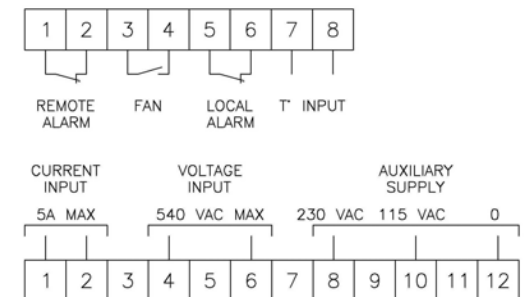 1 2 3 4 5 6 7 8
REMOTE ALARM FAN LOCAL ALARM T° INPUT
CURRENT INPUT VOLTAGE INPUT AUXILIARY SUPPLY
5A MAX 540 VAC MAX 230 VAC 115 VAC 0
1 2 3 4 5 6 7 8 9 10 11 12